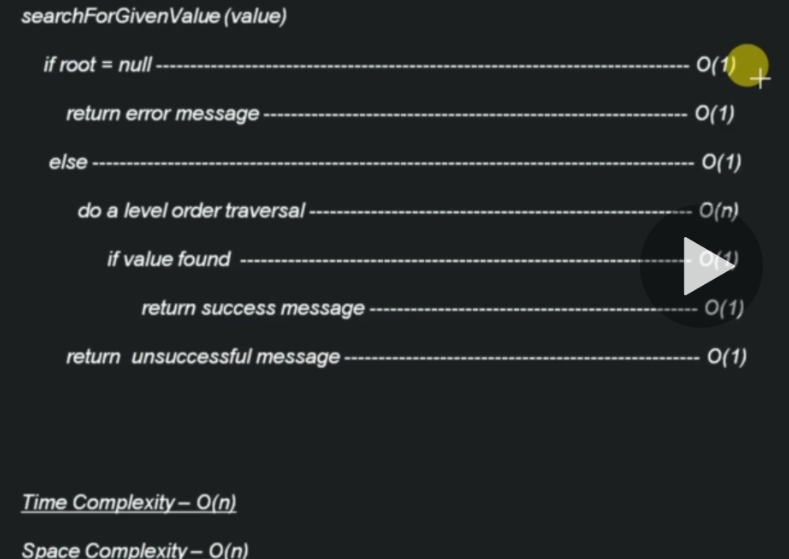 searchForGivenValue (value)
if root = null ------------------------------------------------------------------------------- O(1)
return error message --------------------------------------------------------------- O(1)
else ----------------------------------------------------------------------------------------- O(1)
do a level order traversal --------------------------------------------------------- O(n)
if value found ------------------------------------------------------------------- O(1)
return success message ------------------------------------------------- O(1)
return unsuccessful message ----------------------------------------------------- O(1)
Time Complexity – O(n)
Space Complexity – O(n)